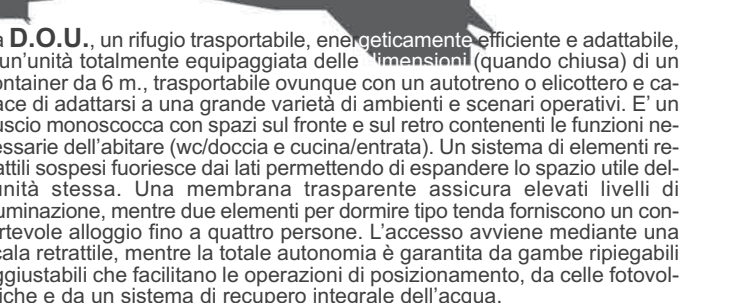 a D.O.U., un rifugio trasportabile, energeticamente efficiente e adattabile,
un’unità totalmente equipaggiata delle dimensioni (quando chiusa) di un
ontainer da 6 m., trasportabile ovunque con un autotreno o elicottero e ca-
ace di adattarsi a una grande varietà di ambienti e scenari operativi. E’ un
uscio monoscocca con spazi sul fronte e sul retro contenenti le funzioni ne-
essarie dell’abitare (wc/doccia e cucina/entrata). Un sistema di elementi re-
attili sospesi fuoriesce dai lati permettendo di espandere lo spazio utile del-
unità stessa. Una membrana trasparente assicura elevati livelli di
uminazione, mentre due elementi per dormire tipo tenda forniscono un con-
ortevole alloggio fino a quattro persone. L’accesso avviene mediante una
cala retrattile, mentre la totale autonomia è garantita da gambe ripiegabili
ggiustabili che facilitano le operazioni di posizionamento, da celle fotovol-
iche e da un sistema di recupero integrale dell’acqua.